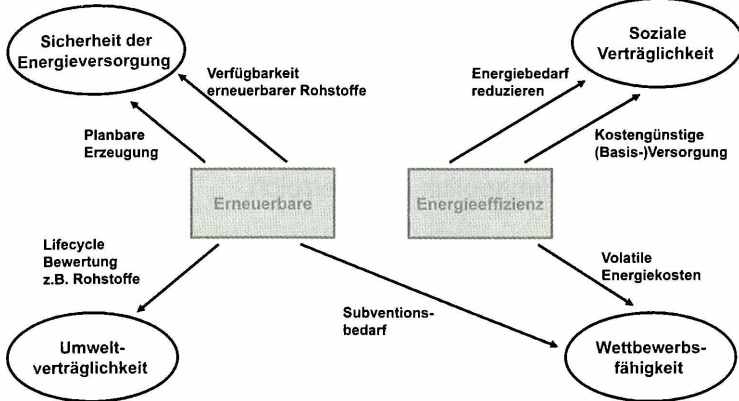 Sicherheit der
Energieversorgung
Soziale
Verträglichkeit
Verfügbarkeit
erneuerbarer Rohstoffe
Energiebedarf
reduzieren
Planbare
Erzeugung
Kostengünstige
(Basis-)Versorgung
Erneuerbare
Energieeffizienz
Lifecycle
Bewertung
z.B. Rohstoffe
Volatile
Energiekosten
Subventions-
bedarf
Umwelt-
verträglichkeit
Wettbewerbs-
fähigkeit